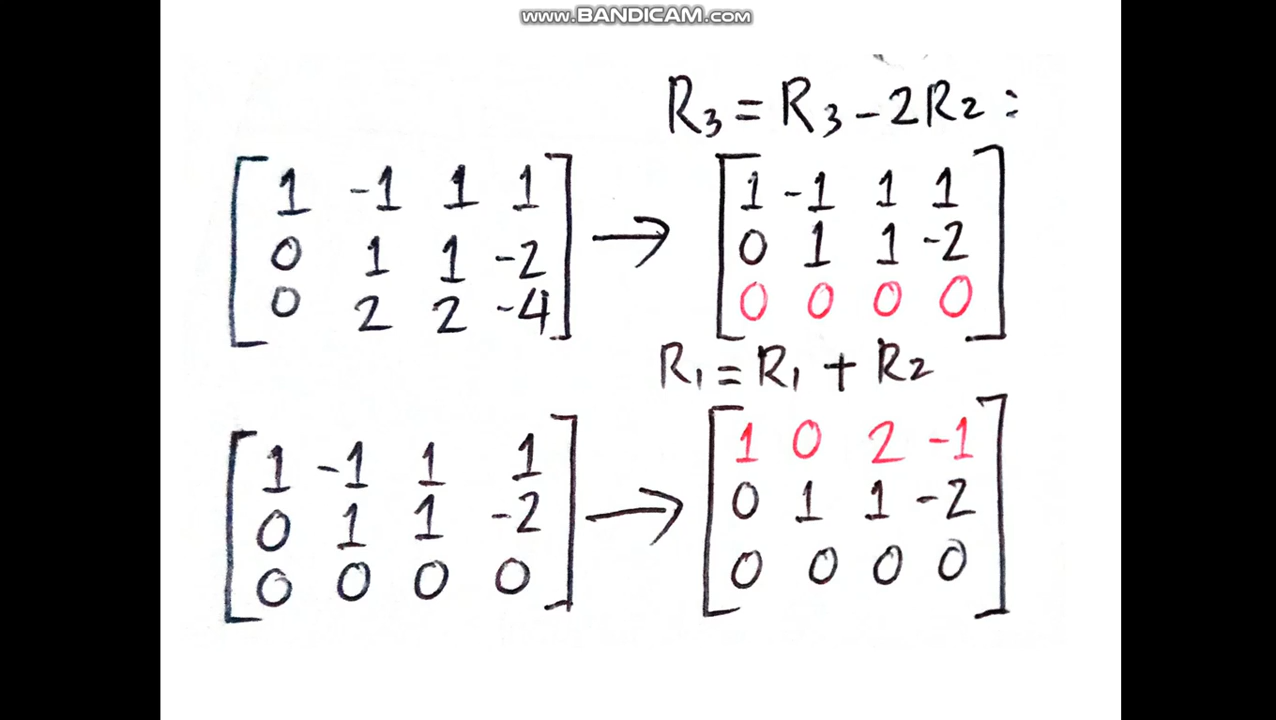 www.BANDICAM.com
R₃ = R₃ - 2R₂ :
1 -1 1 1 → 1 -1 1 1
0 1 1 -2 0 1 1 -2
0 2 2 -4 0 0 0 0
R₁ = R₁ + R₂
1 -1 1 1 → 1 0 2 -1
0 1 1 -2 0 1 1 -2
0 0 0 0 0 0 0 0